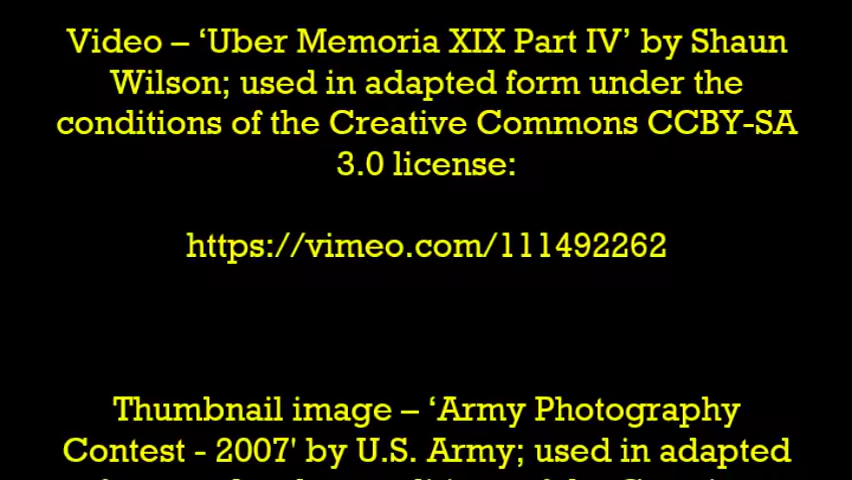 Video – ‘Uber Memoria XIX Part IV’ by Shaun
Wilson; used in adapted form under the
conditions of the Creative Commons CCBY-SA
3.0 license:
https://vimeo.com/111492262
Thumbnail image – ‘Army Photography
Contest - 2007' by U.S. Army; used in adapted